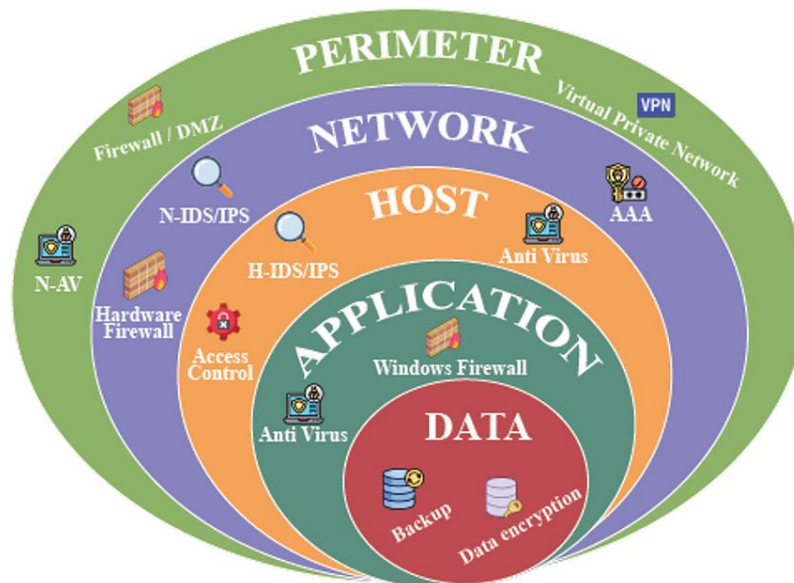 PERIMETER
VPN
Firewall / DMZ
Virtual Private Network
NETWORK
N-IDS/IPS
AAA
HOST
N-AV
H-IDS/IPS
Anti Virus
Hardware
Firewall
APPLICATION
Access
Control
Windows Firewall
Anti Virus
DATA
Backup
Data encryption